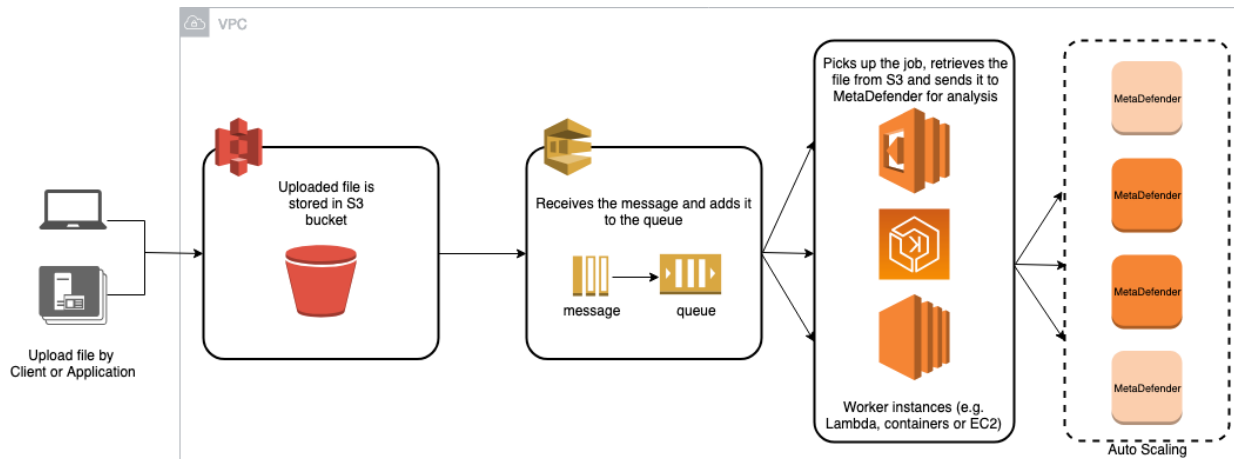 VPC
Upload file by
Client or Application
Uploaded file is
stored in S3
bucket
Receives the message and adds it
to the queue
message
queue
Picks up the job, retrieves the
file from S3 and sends it to
MetaDefender for analysis
Worker instances (e.g.
Lambda, containers or EC2)
MetaDefender
MetaDefender
MetaDefender
MetaDefender
Auto Scaling